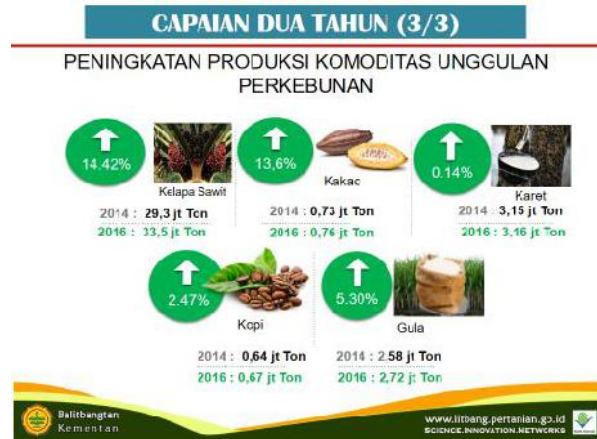 CAPAIAN DUA TAHUN (3/3)
PENINGKATAN PRODUKSI KOMODITAS UNGGULAN
PERKEBUNAN
14.42%
Kelapa Sawit
2014 : 29,3 jt Ton
2016 : 33,5 jt Ton
13,6%
Kakao
2014 : 0,73 jt Ton
2016 : 0,76 jt Ton
0.14%
Karet
2014 : 3,15 jt Ton
2016 : 3,16 jt Ton
2.47%
Kopi
2014 : 0,64 jt Ton
2016 : 0,67 jt Ton
5.30%
Gula
2014 : 2.58 jt Ton
2016 : 2,72 jt Ton
Balitbangtan
Kementan
www.litbang.pertanian.go.id
SCIENCE.INNOVATION.NETWORKS